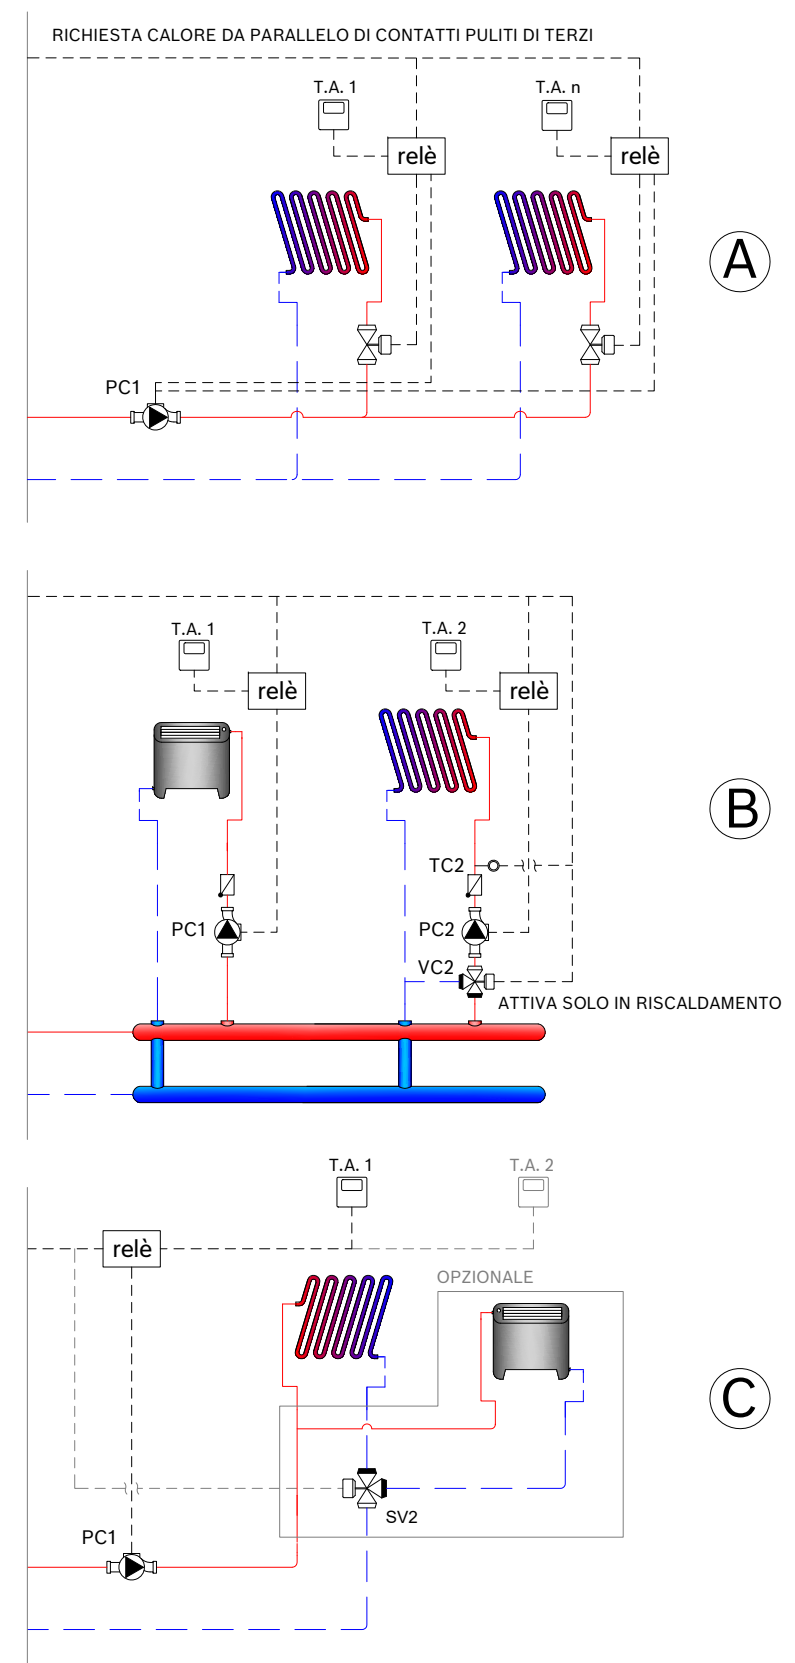 RICHIESTA CALORE DA PARALLELO DI CONTATTI PULITI DI TERZI
T.A. 1
T.A. n
relè
relè
A
PC1
T.A. 1
T.A. 2
relè
relè
B
TC2
PC1
PC2
VC2
ATTIVA SOLO IN RISCALDAMENTO
T.A. 1
T.A. 2
relè
OPZIONALE
C
SV2
PC1